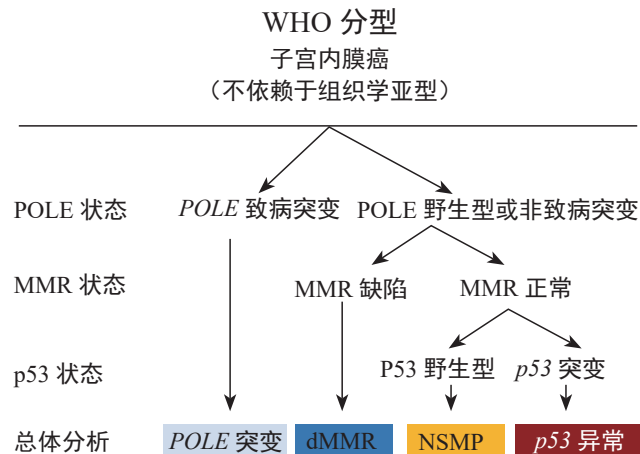 WHO 分型
子宫内膜癌
（不依赖于组织学亚型）
POLE 状态 POLE 致病突变 POLE 野生型或非致病突变
MMR 状态 MMR 缺陷 MMR 正常
p53 状态 P53 野生型 p53 突变
总体分析 POLE 突变 dMMR NSMP p53 异常